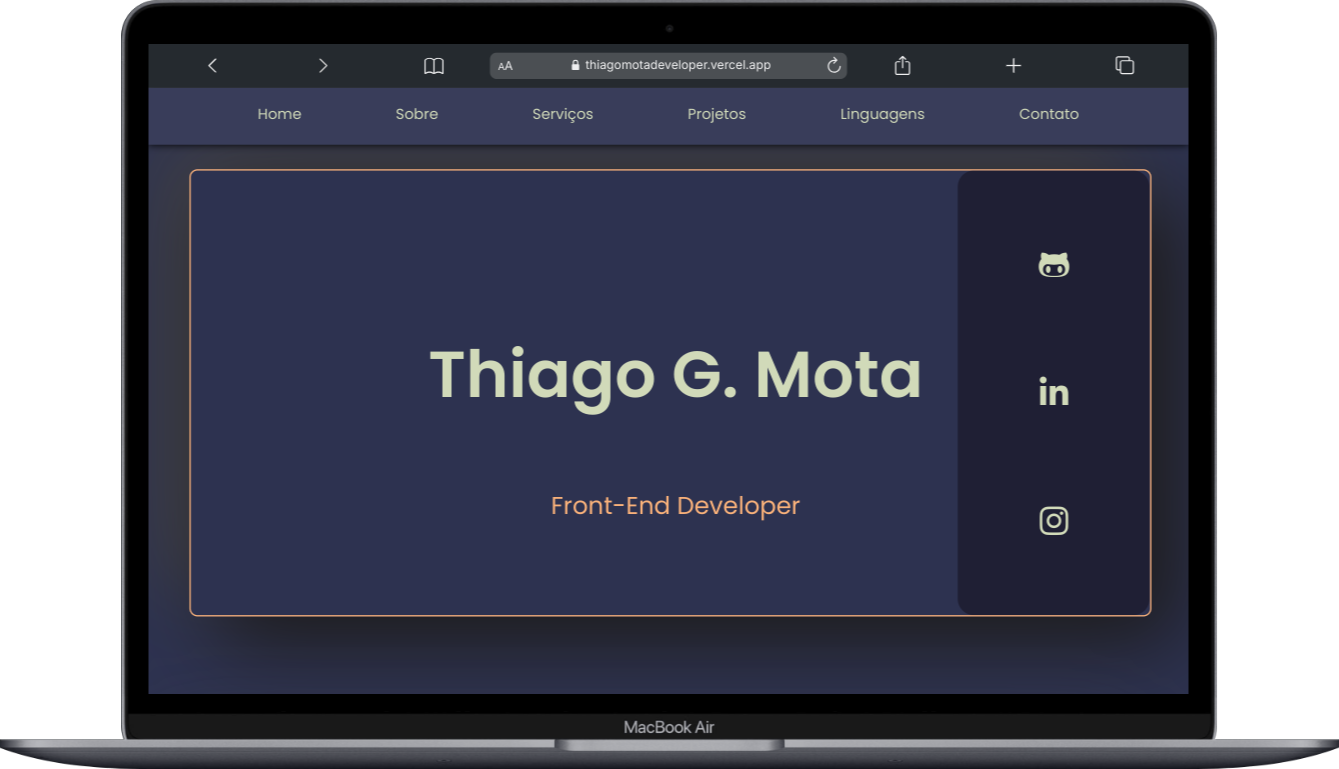 AA thiagomotadeveloper.vercel.app
Home Sobre Serviços Projetos Linguagens Contato
Thiago G. Mota
in
Front-End Developer
MacBook Air